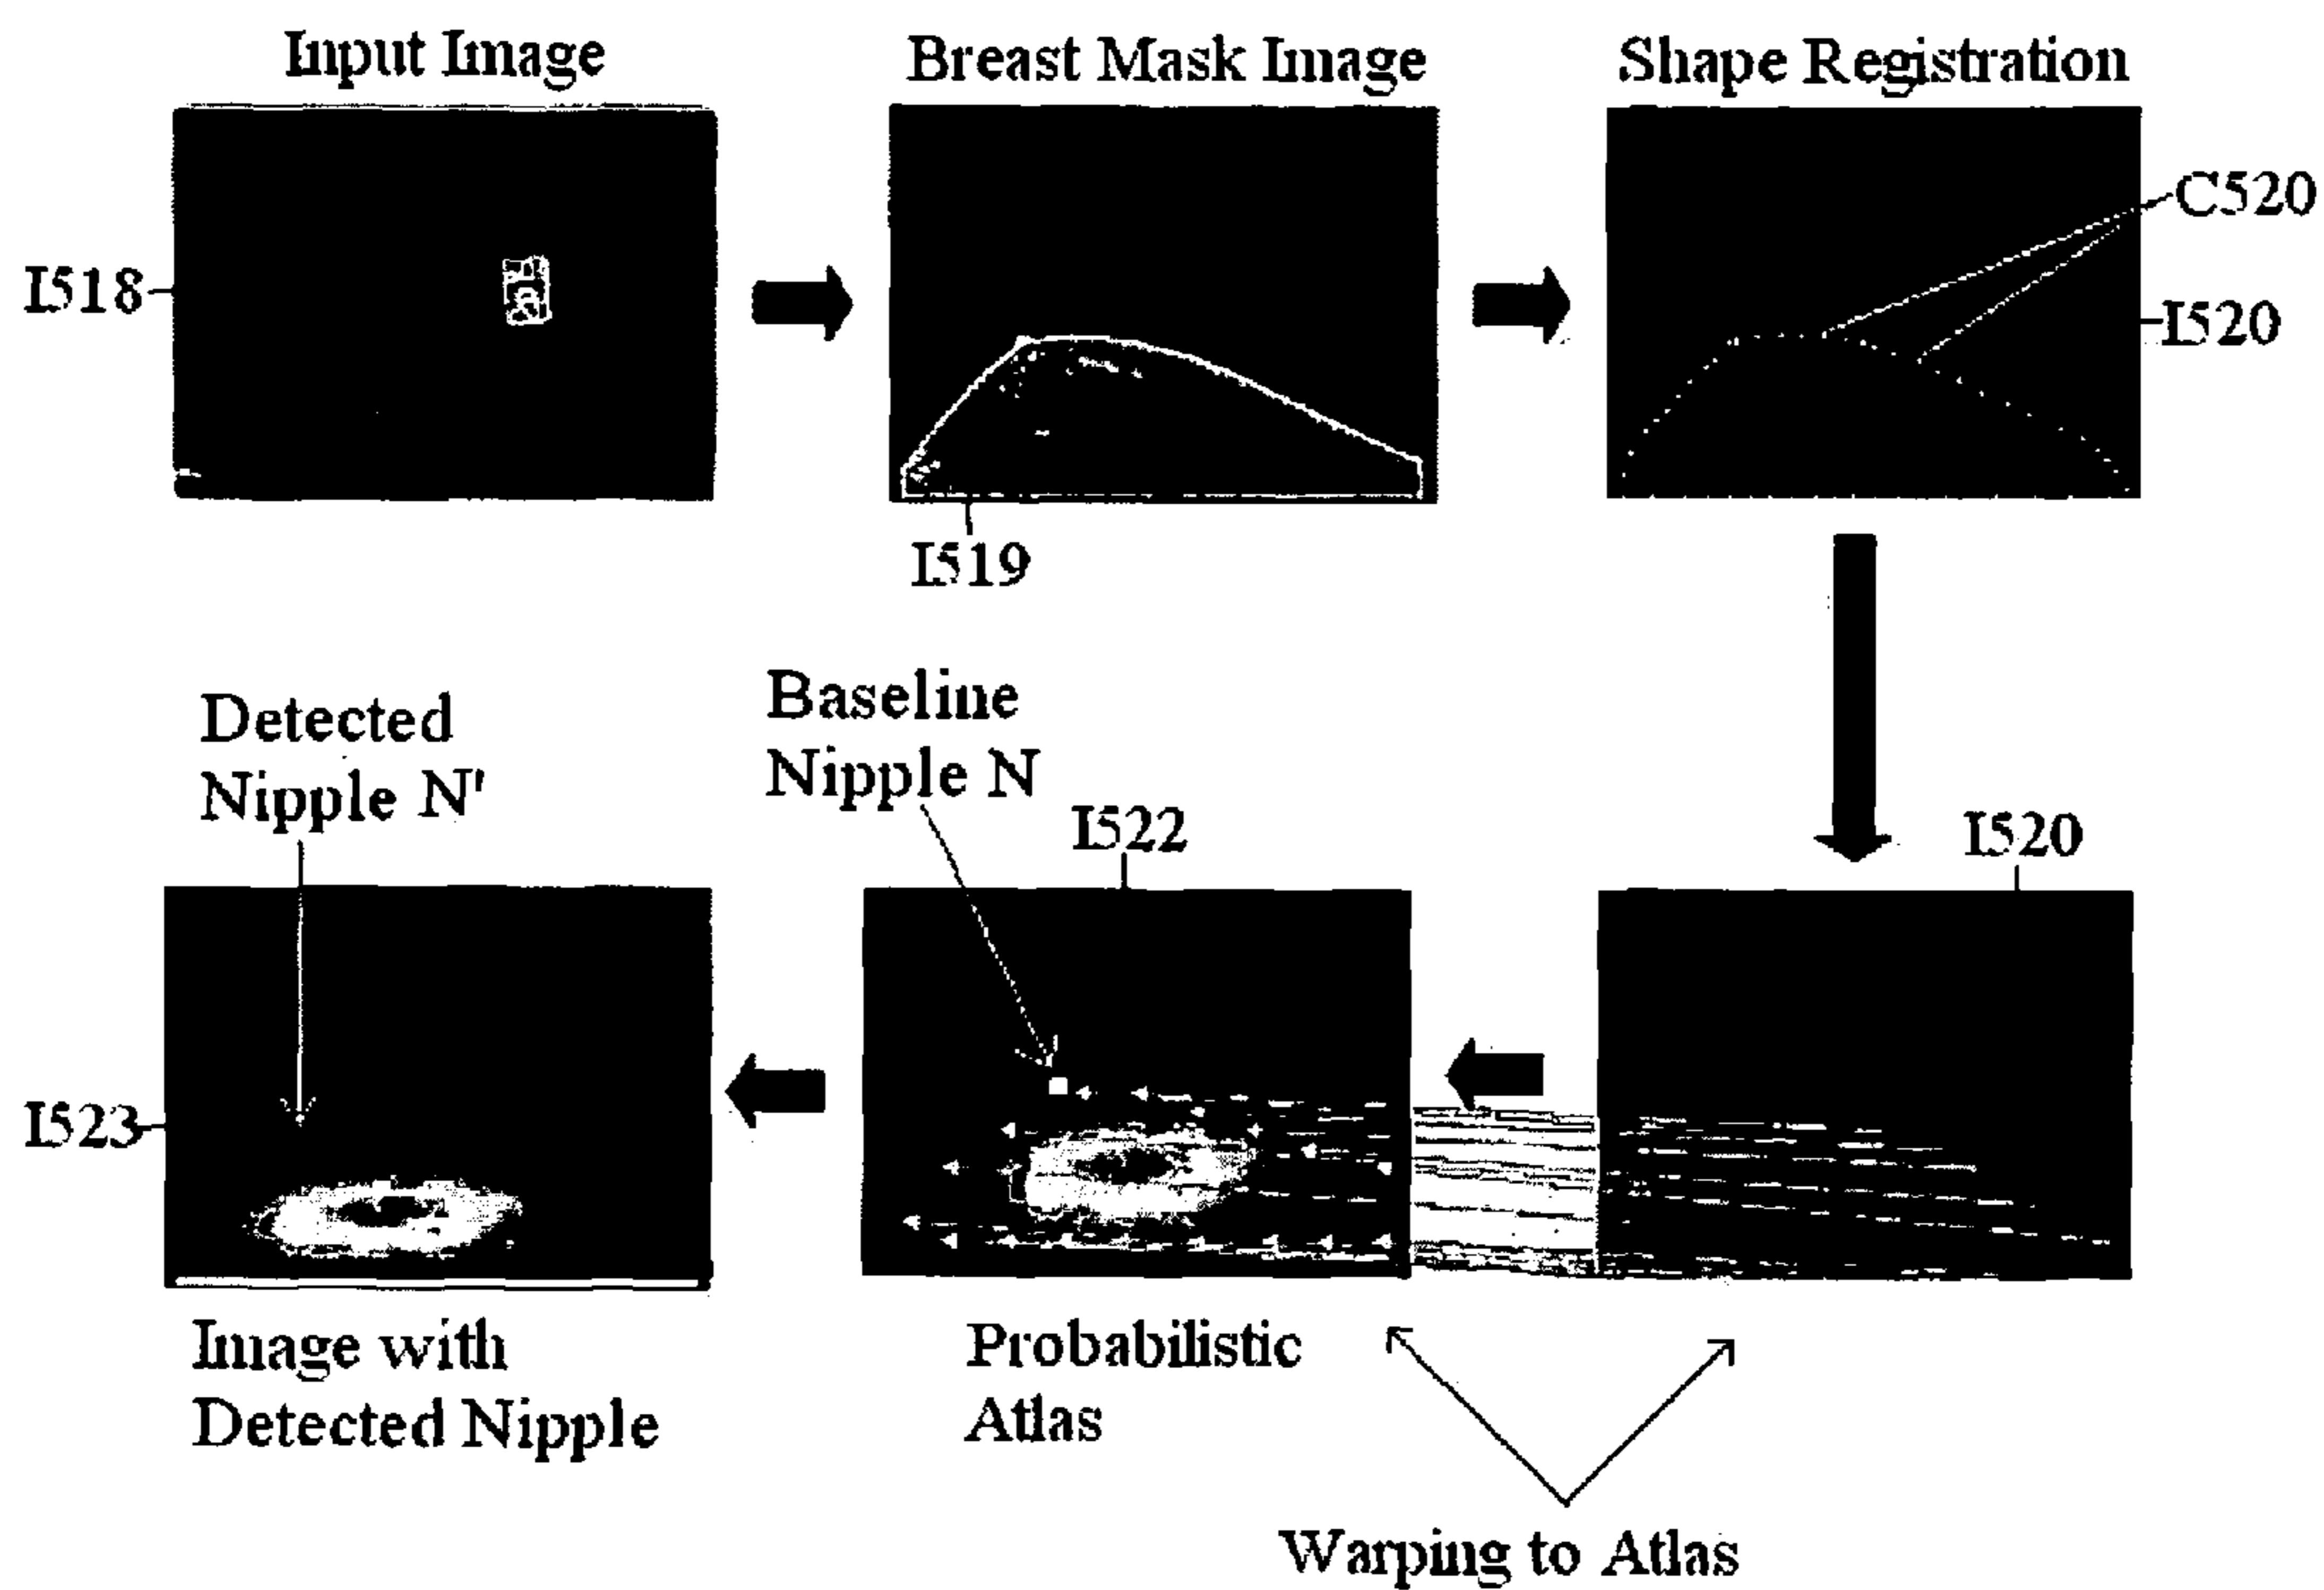 Input Image
Breast Mask Image
Shape Registration
C520
I518
I520
I519
Detected
Nipple N'
Baseline
Nipple N
I522
I520
I523
Image with
Detected Nipple
Probabilistic
Atlas
Warping to Atlas